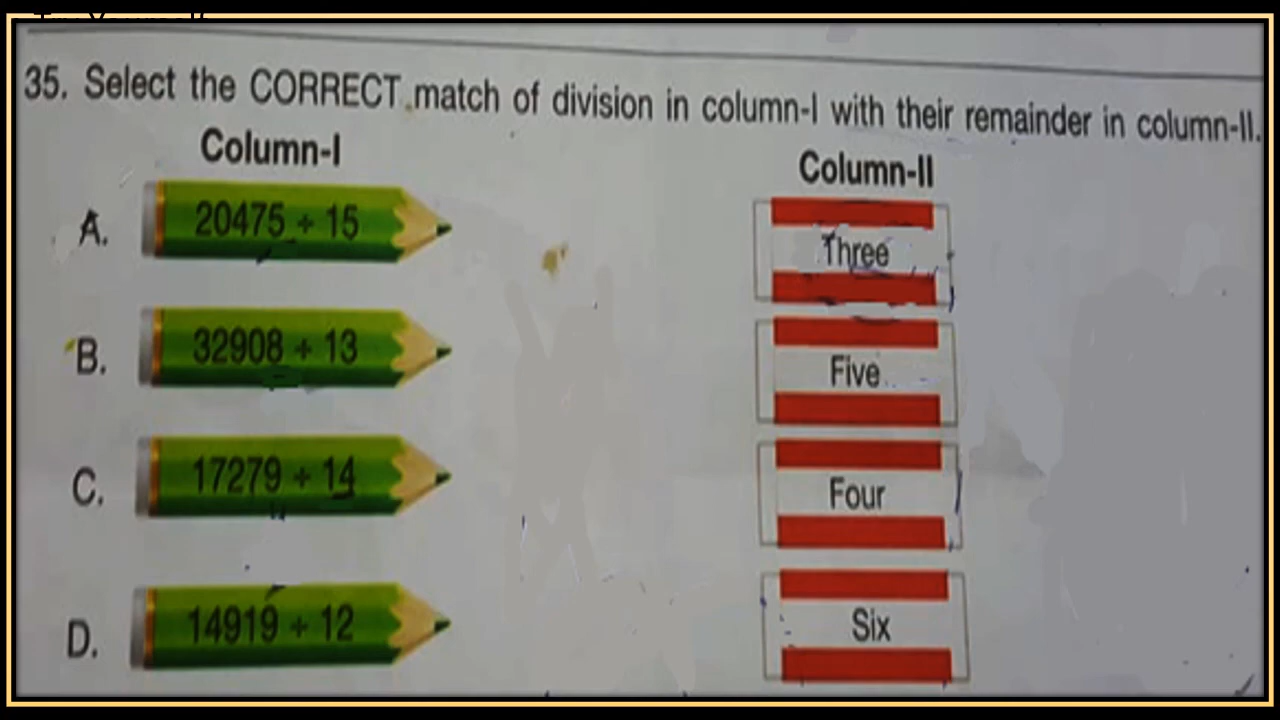 35. Select the CORRECT match of division in column-I with their remainder in column-II.
Column-I
Column-II
A. 20475 ÷ 15
Three
B. 32908 ÷ 13
Five
C. 17279 ÷ 14
Four
D. 14919 ÷ 12
Six